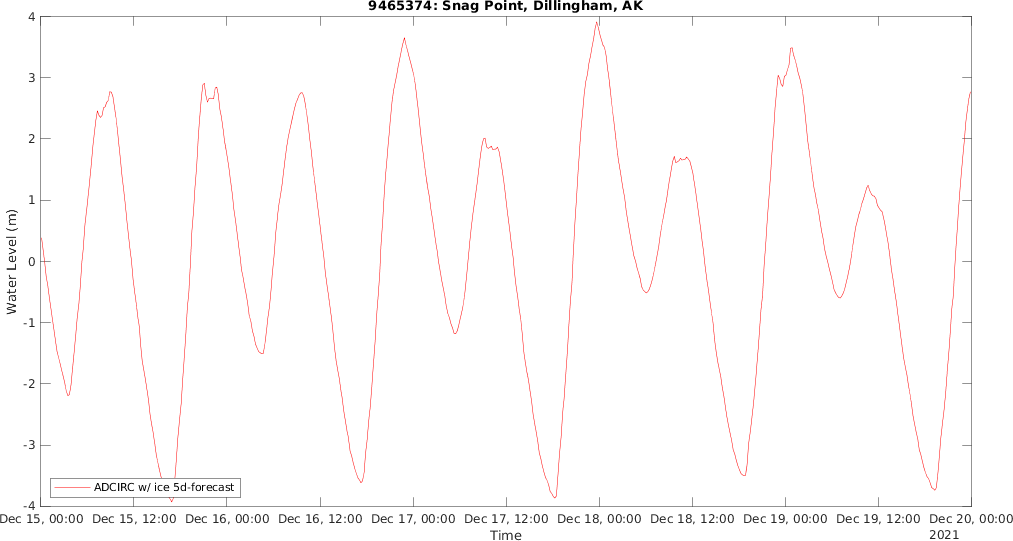 9465374: Snag Point, Dillingham, AK
Water Level (m)
4
3
2
1
0
-1
-2
-3
-4
ADCIRC w/ ice 5d-forecast
Dec 15, 00:00 Dec 15, 12:00 Dec 16, 00:00 Dec 16, 12:00 Dec 17, 00:00 Dec 17, 12:00 Dec 18, 00:00 Dec 18, 12:00 Dec 19, 00:00 Dec 19, 12:00 Dec 20, 00:00
Time
2021